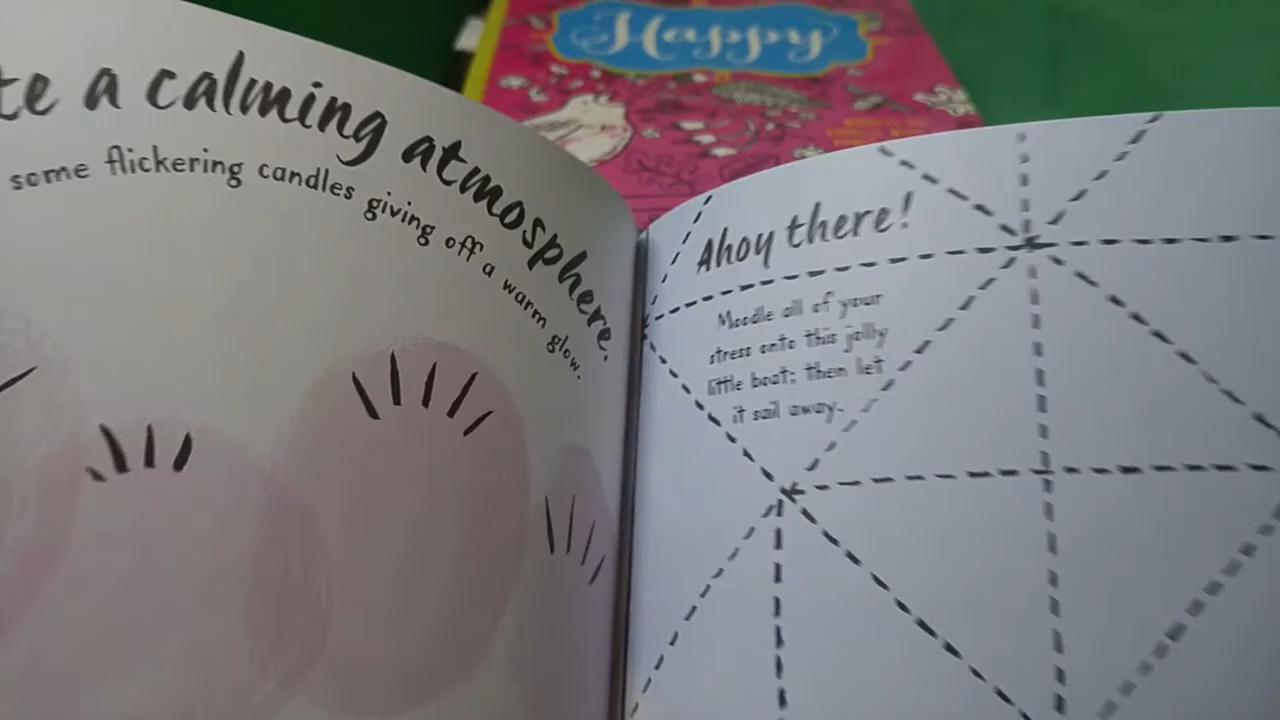 te a calming atmosphere.
some flickering candles giving off a warm glow.
Happy
Ahoy there!
Moodle all of your
stress onto this jolly
little boat; then let
it sail away.